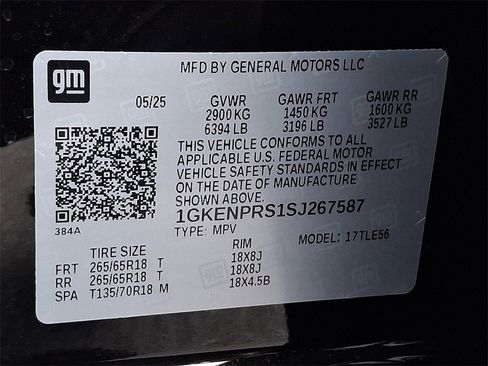 gm
MFD BY GENERAL MOTORS LLC
05/25 GVWR GAWR FRT GAWR RR
2900 KG 1450 KG 1600 KG
6394 LB 3196 LB 3527 LB
THIS VEHICLE CONFORMS TO ALL
APPLICABLE U.S. FEDERAL MOTOR
VEHICLE SAFETY STANDARDS IN EFFECT
ON THE DATE OF MANUFACTURE
384A
1GKENPRS1SJ267587
TYPE: MPV MODEL: 17TLE56
TIRE SIZE RIM
FRT 265/65R18 T 18X8J
RR 265/65R18 T 18X8J
SPA T135/70R18 M 18X4.5B